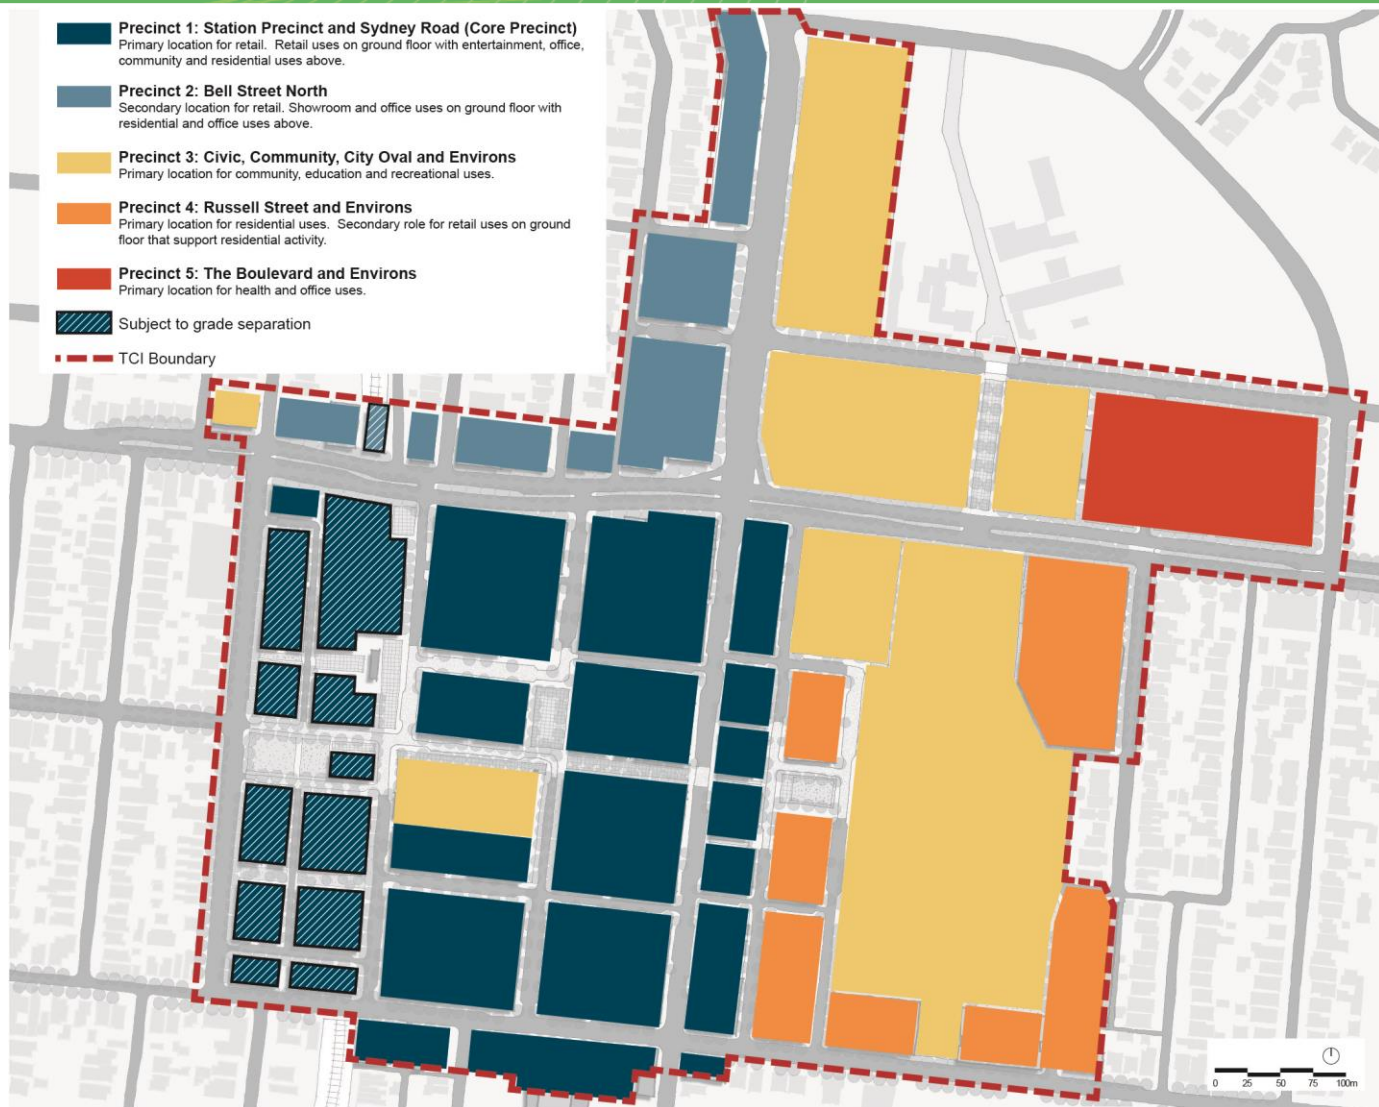 Precinct 1: Station Precinct and Sydney Road (Core Precinct)
Primary location for retail. Retail uses on ground floor with entertainment, office,
community and residential uses above.
Precinct 2: Bell Street North
Secondary location for retail. Showroom and office uses on ground floor with
residential and office uses above.
Precinct 3: Civic, Community, City Oval and Environs
Primary location for community, education and recreational uses.
Precinct 4: Russell Street and Environs
Primary location for residential uses. Secondary role for retail uses on ground
floor that support residential activity.
Precinct 5: The Boulevard and Environs
Primary location for health and office uses.
Subject to grade separation
TCI Boundary
0 25 50 75 100m